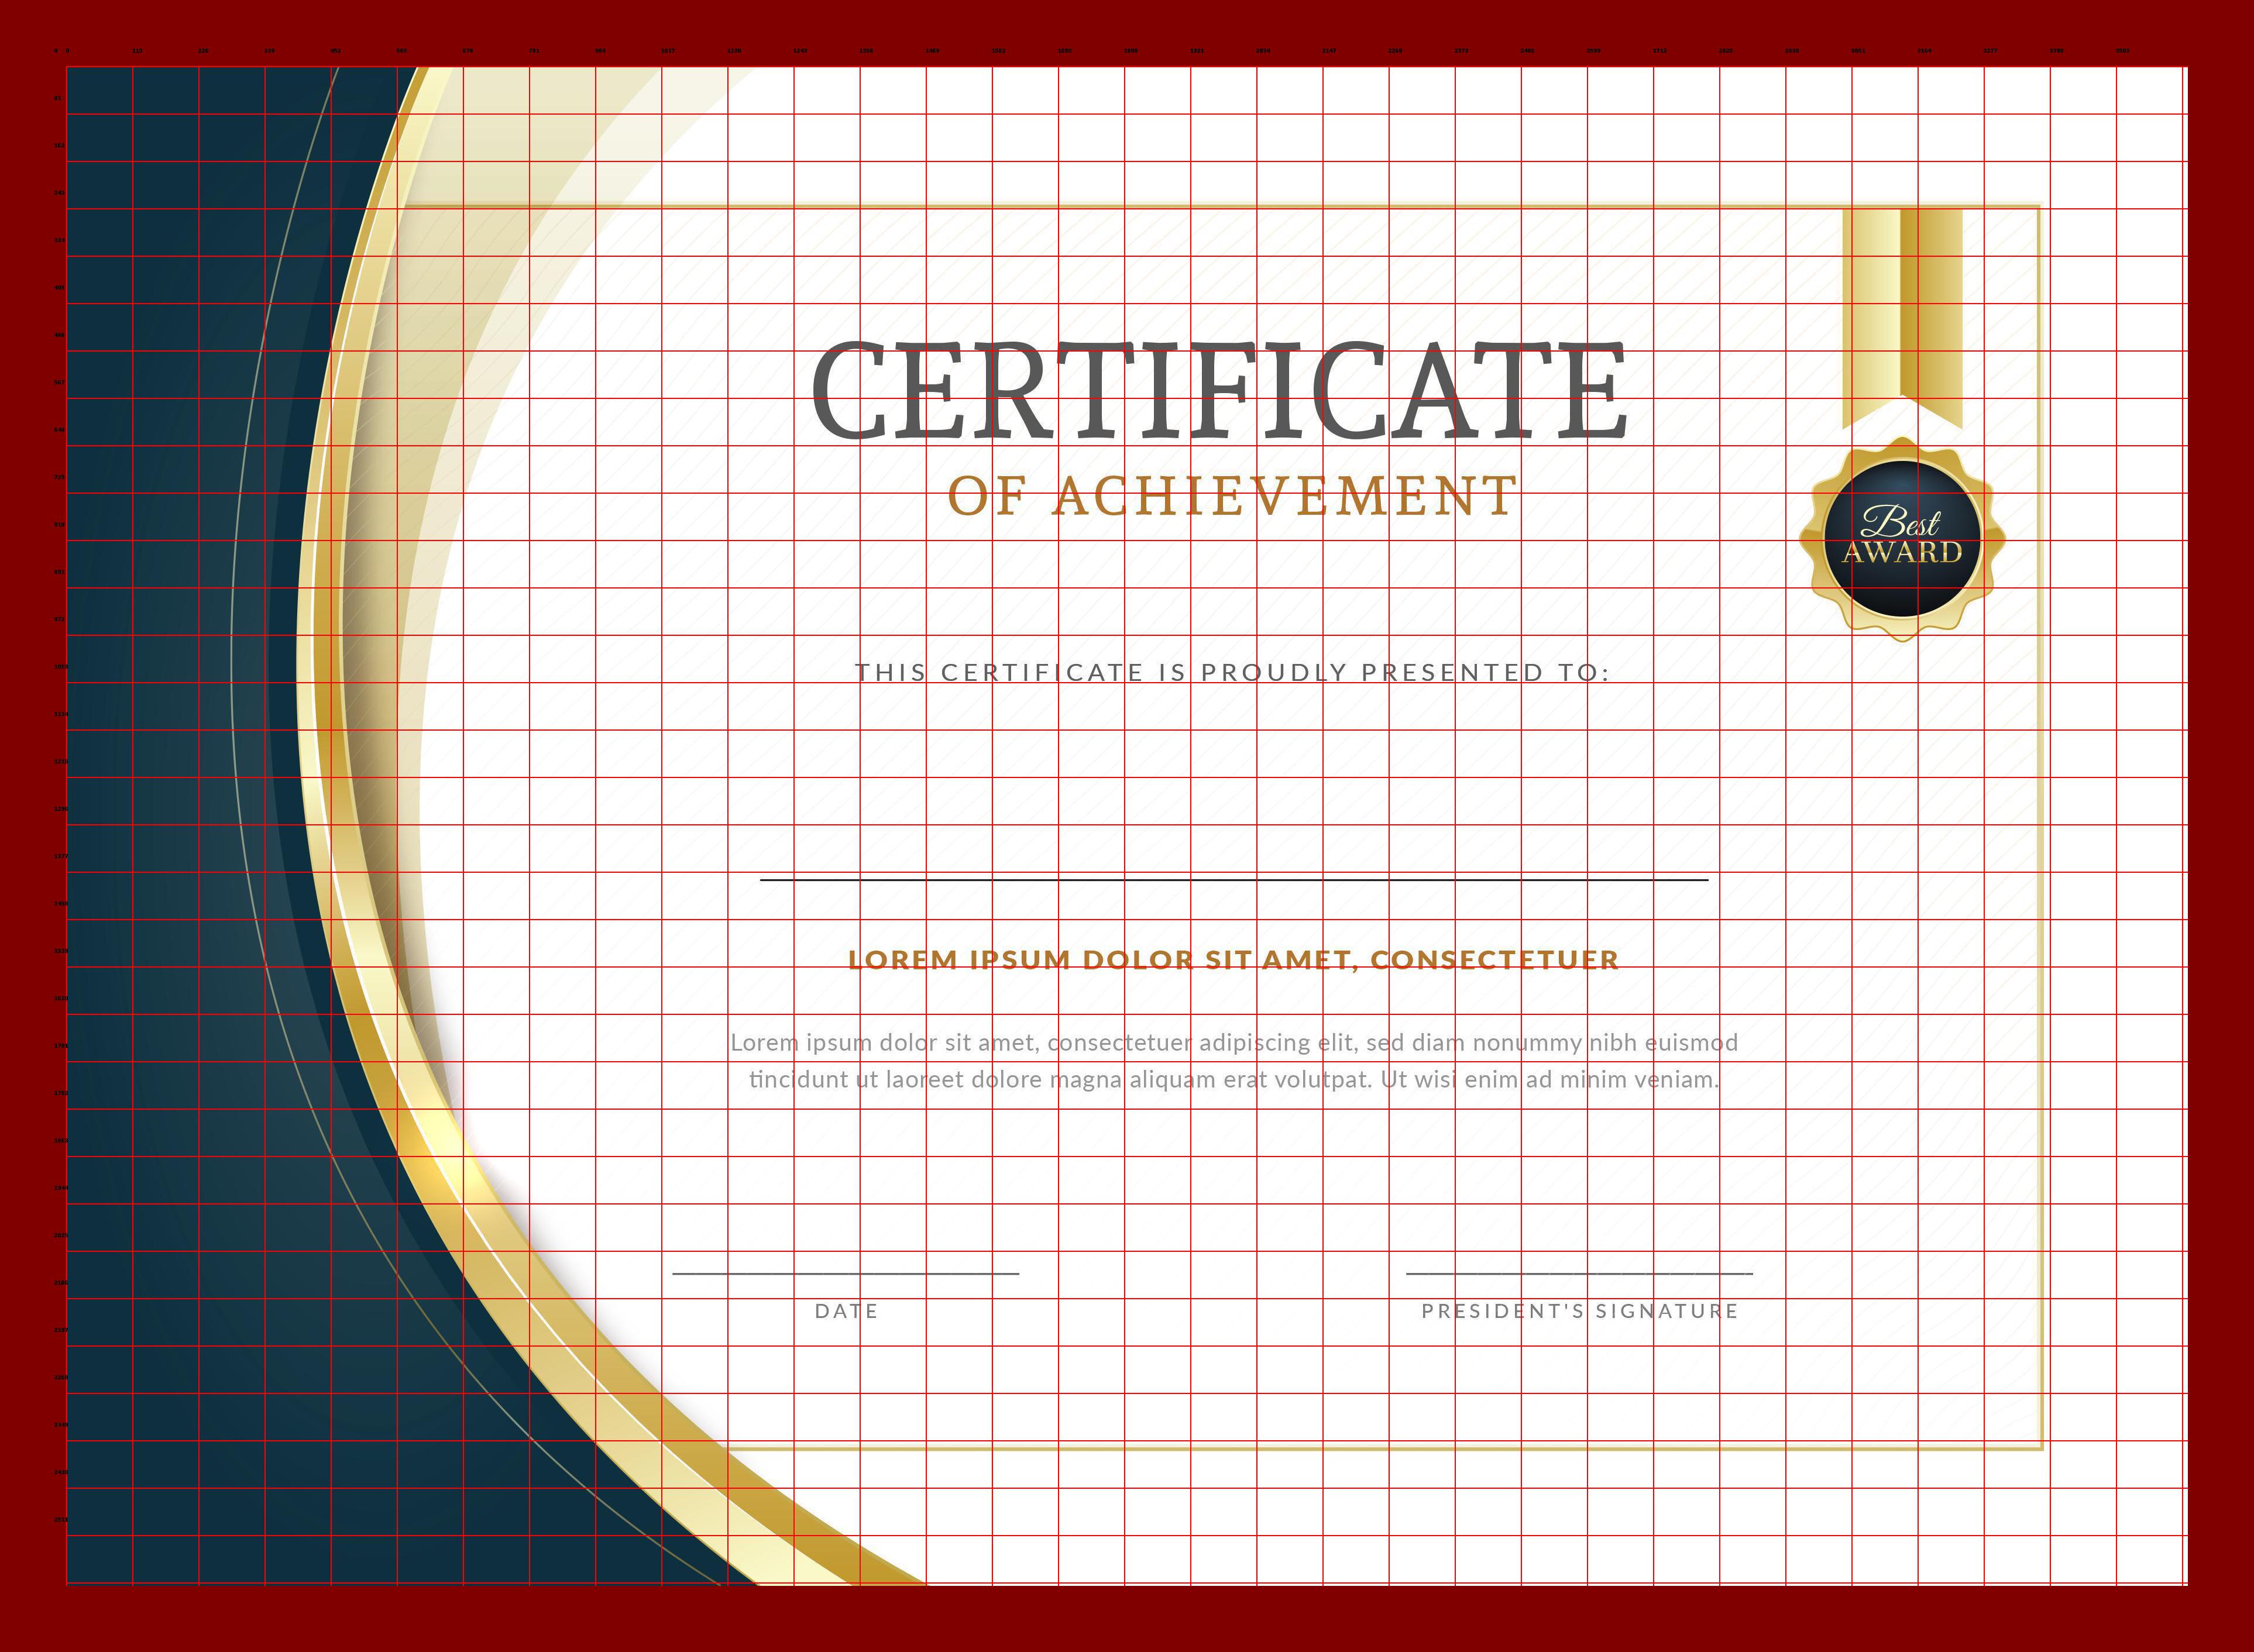 CERTIFICATE
OF ACHIEVEMENT
Best
AWARD
THIS CERTIFICATE IS PROUDLY PRESENTED TO:
LOREM IPSUM DOLOR SIT AMET, CONSECTETUER
Lorem ipsum dolor sit amet, consectetuer adipiscing elit, sed diam nonummy nibh euismod
tincidunt ut laoreet dolore magna aliquam erat volutpat. Ut wisi enim ad minim veniam.
DATE
PRESIDENT'S SIGNATURE